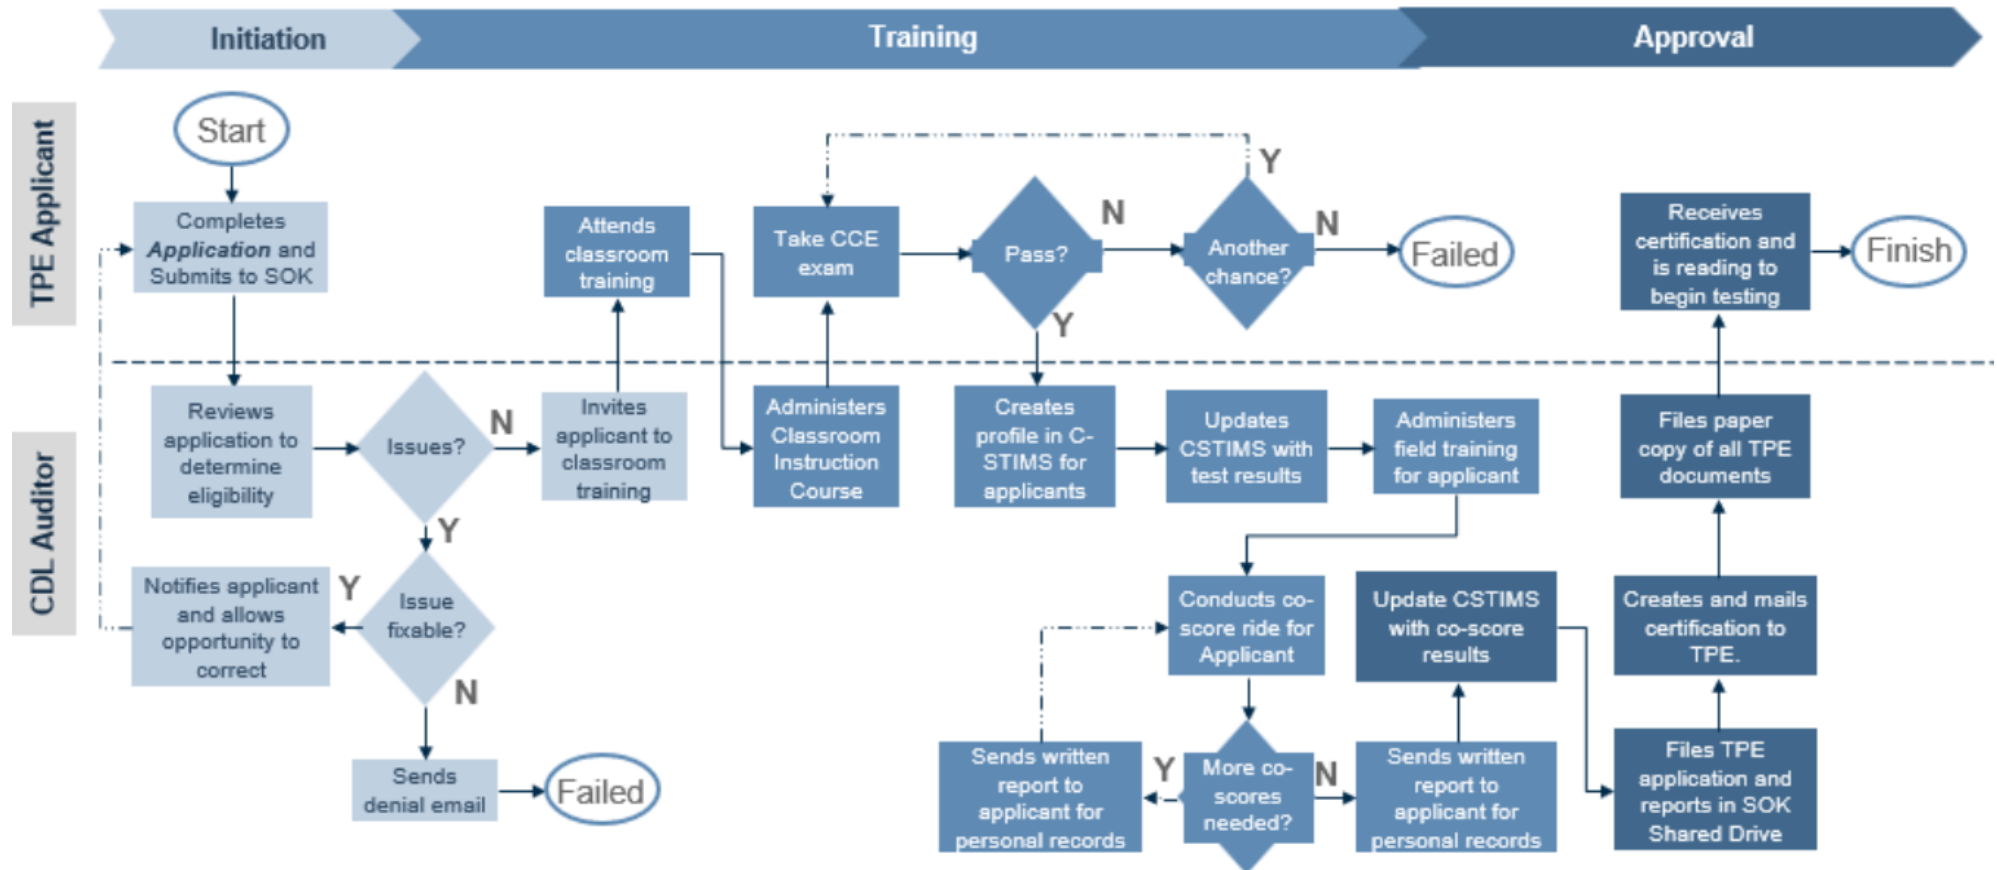 Initiation
Training
Approval
TPE Applicant
Start
Completes
Application and
Submits to SOK
Attends
classroom
training
Take CCE
exam
Pass?
N
Y
Another
chance?
Y
N
Failed
Receives
certification and
is reading to
begin testing
Finish
CDL Auditor
Reviews
application to
determine
eligibility
Issues?
N
Y
Invites
applicant to
classroom
training
Administers
Classroom
Instruction
Course
Creates
profile in C-
STIMS for
applicants
Updates
CSTIMS with
test results
Administers
field training
for applicant
Files paper
copy of all TPE
documents
Notifies applicant
and allows
opportunity to
correct
Y
Issue
fixable?
N
Conducts co-
score ride for
Applicant
Update CSTIMS
with co-score
results
Creates and mails
certification to
TPE.
Sends
denial email
Failed
Sends written
report to
applicant for
personal records
Y
More co-
scores
needed?
N
Sends written
report to
applicant for
personal records
Files TPE
application and
reports in SOK
Shared Drive